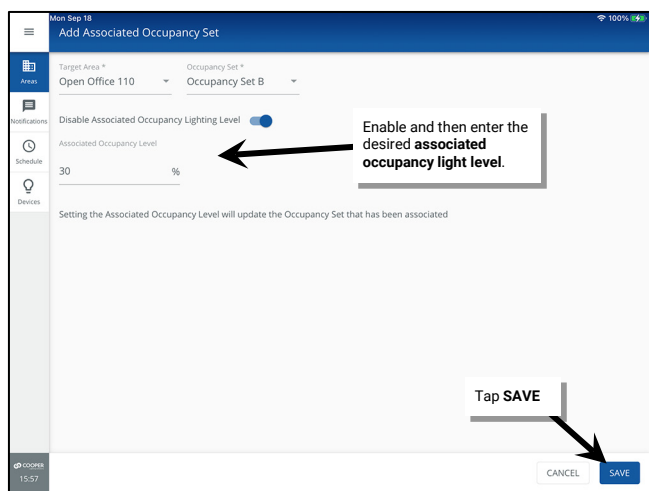 Mon Sep 18
100%
Add Associated Occupancy Set
Areas
Notifications
Schedule
Devices
Target Area *
Occupancy Set *
Open Office 110
Occupancy Set B
Disable Associated Occupancy Lighting Level
Associated Occupancy Level
30 %
Enable and then enter the
desired associated
occupancy light level.
Setting the Associated Occupancy Level will update the Occupancy Set that has been associated
Tap SAVE
COOPER
15:57
CANCEL
SAVE